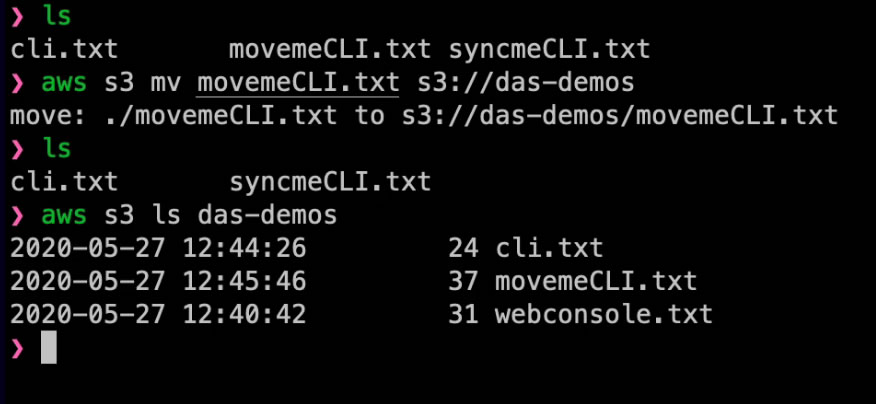 ❯ ls
cli.txt       movemeCLI.txt syncmeCLI.txt
❯ aws s3 mv movemeCLI.txt s3://das-demos
move: ./movemeCLI.txt to s3://das-demos/movemeCLI.txt
❯ ls
cli.txt       syncmeCLI.txt
❯ aws s3 ls das-demos
2020-05-27 12:44:26         24 cli.txt
2020-05-27 12:45:46         37 movemeCLI.txt
2020-05-27 12:40:42         31 webconsole.txt
❯